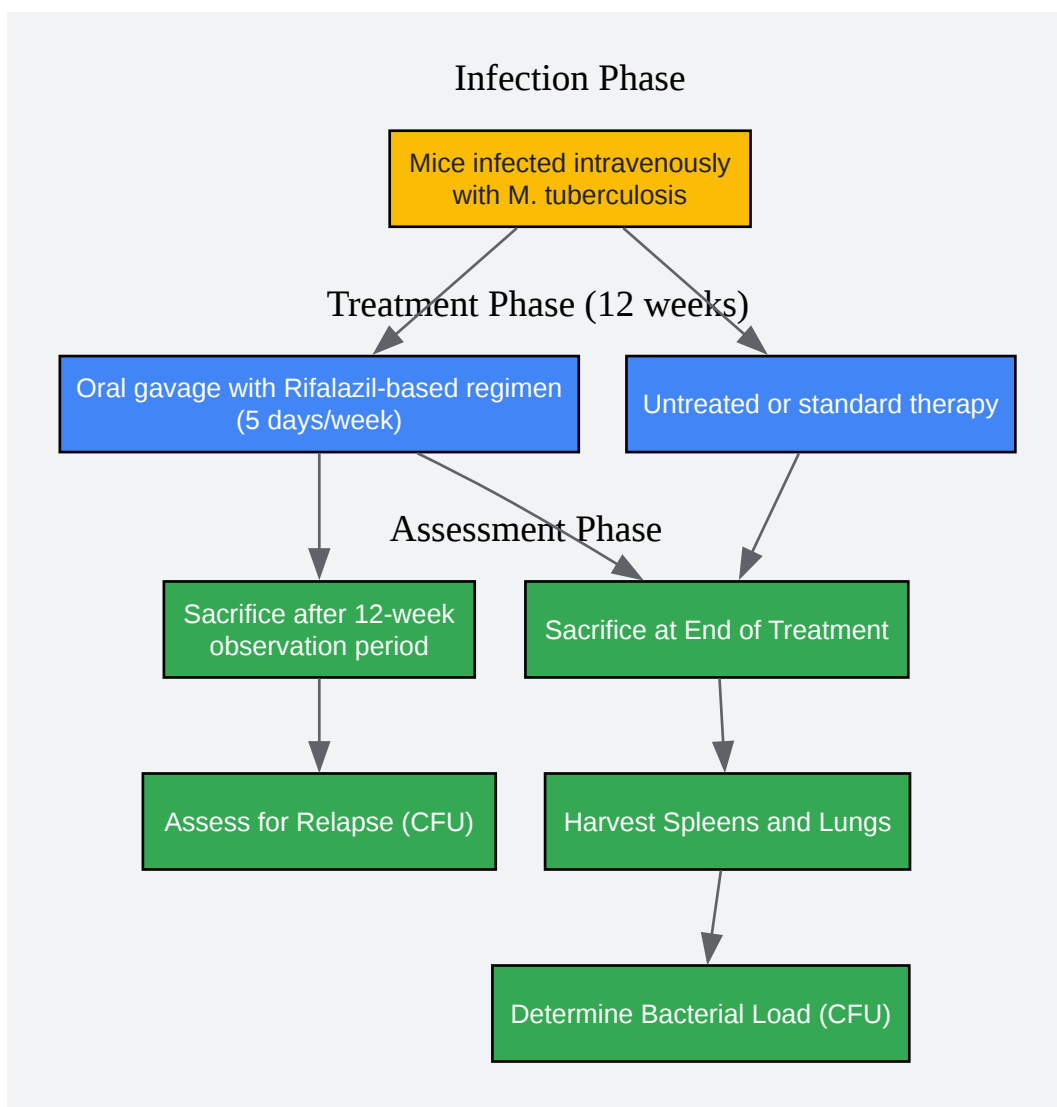 Infection Phase
Mice infected intravenously
with M. tuberculosis
Treatment Phase (12 weeks)
Oral gavage with Rifalazil-based regimen
(5 days/week)
Untreated or standard therapy
Assessment Phase
Sacrifice after 12-week
observation period
Sacrifice at End of Treatment
Assess for Relapse (CFU)
Harvest Spleens and Lungs
Determine Bacterial Load (CFU)